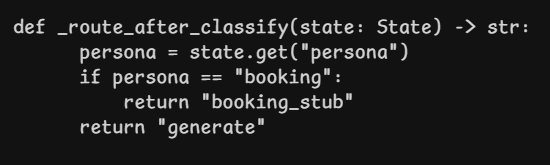 def _route_after_classify(state: State) -> str:
    persona = state.get("persona")
    if persona == "booking":
        return "booking_stub"
    return "generate"